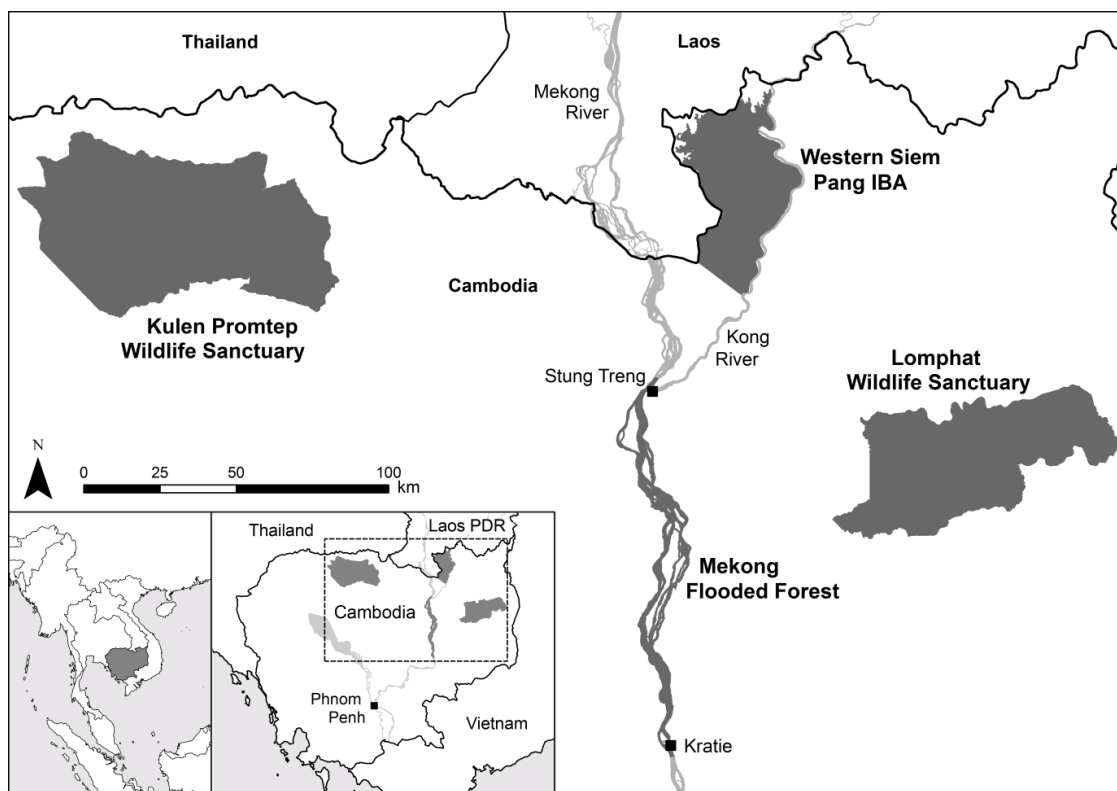 Thailand
Laos
Mekong
River
Western Siem
Pang IBA
Cambodia
Kulen Promtep
Wildlife Sanctuary
Kong
River
Lomphat
Wildlife Sanctuary
Stung Treng
N
0 25 50 100
km
Mekong
Flooded Forest
Kratie
Thailand
Laos PDR
Cambodia
Phnom
Penh
Vietnam